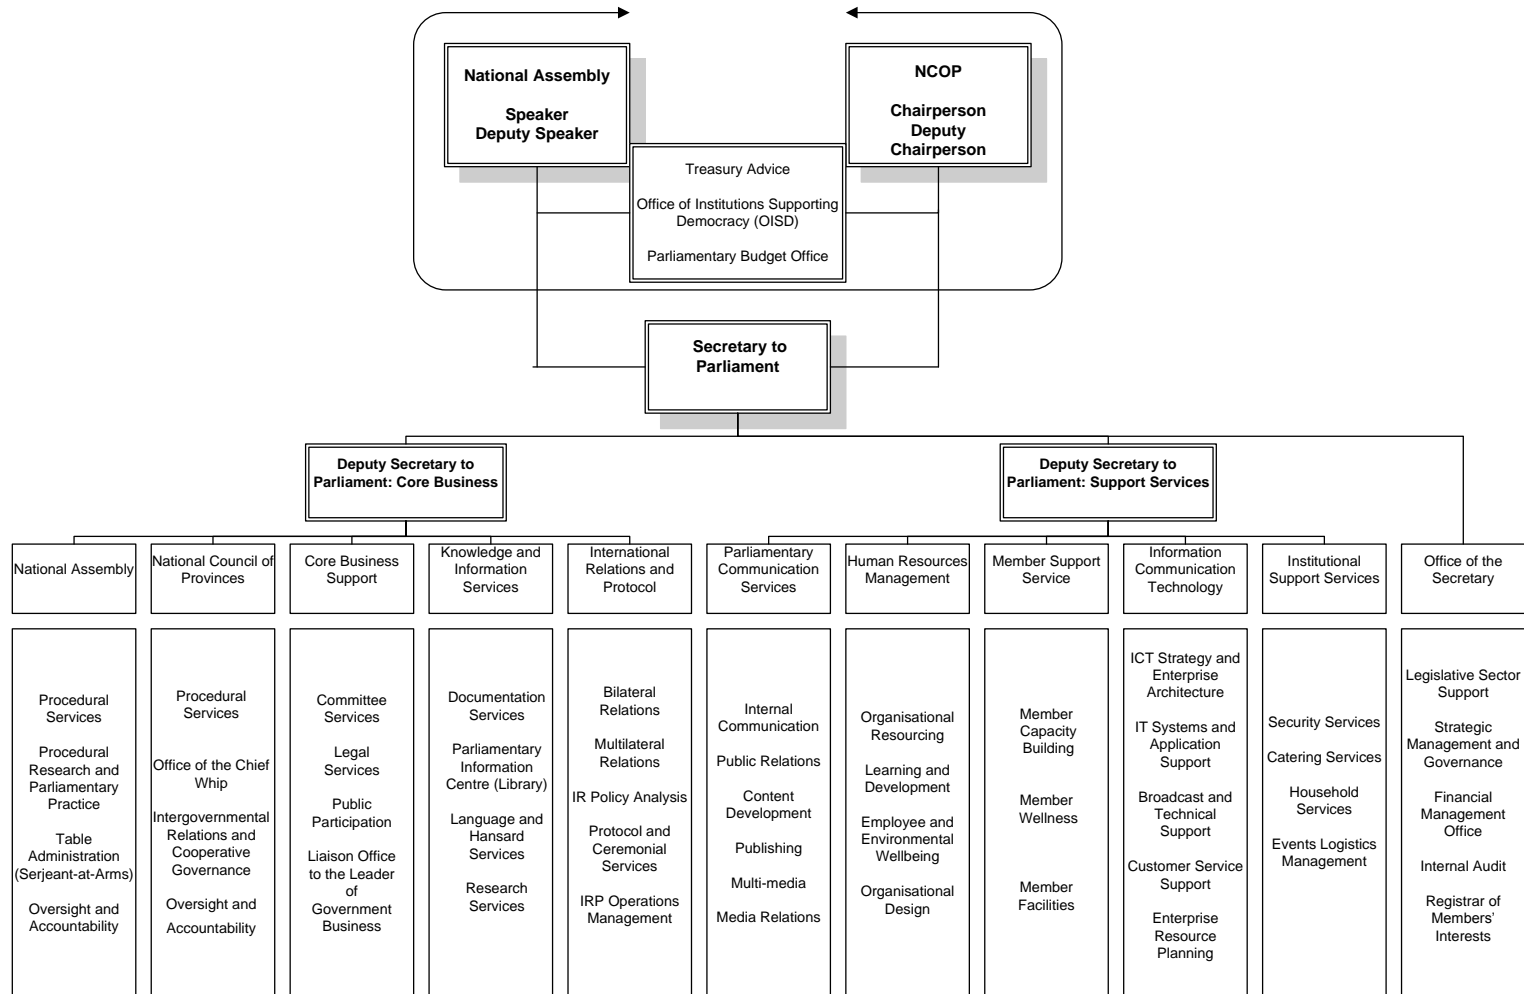 National Assembly
Speaker
Deputy Speaker
NCOP
Chairperson
Deputy
Chairperson
Treasury Advice
Office of Institutions Supporting
Democracy (OISD)
Parliamentary Budget Office
Secretary to
Parliament
Deputy Secretary to
Parliament: Core Business
Deputy Secretary to
Parliament: Support Services
National Assembly
National Council of
Provinces
Core Business
Support
Knowledge and
Information
Services
International
Relations and
Protocol
Parliamentary
Communication
Services
Human Resources
Management
Member Support
Service
Information
Communication
Technology
Institutional
Support Services
Office of the
Secretary
Procedural
Services
Procedural
Research and
Parliamentary
Practice
Table
Administration
(Serjeant-at-Arms)
Oversight and
Accountability
Procedural
Services
Office of the Chief
Whip
Intergovernmental
Relations and
Cooperative
Governance
Oversight and
Accountability
Committee
Services
Legal
Services
Public
Participation
Liaison Office
to the Leader
of
Government
Business
Documentation
Services
Parliamentary
Information
Centre (Library)
Language and
Hansard
Services
Research
Services
Bilateral
Relations
Multilateral
Relations
IR Policy Analysis
Protocol and
Ceremonial
Services
IRP Operations
Management
Internal
Communication
Public Relations
Content
Development
Publishing
Multi-media
Media Relations
Organisational
Resourcing
Learning and
Development
Employee and
Environmental
Wellbeing
Organisational
Design
Member
Capacity
Building
Member
Wellness
Member
Facilities
ICT Strategy and
Enterprise
Architecture
IT Systems and
Application
Support
Broadcast and
Technical
Support
Customer Service
Support
Enterprise
Resource
Planning
Security Services
Catering Services
Household
Services
Events Logistics
Management
Legislative Sector
Support
Strategic
Management and
Governance
Financial
Management
Office
Internal Audit
Registrar of
Members’
Interests